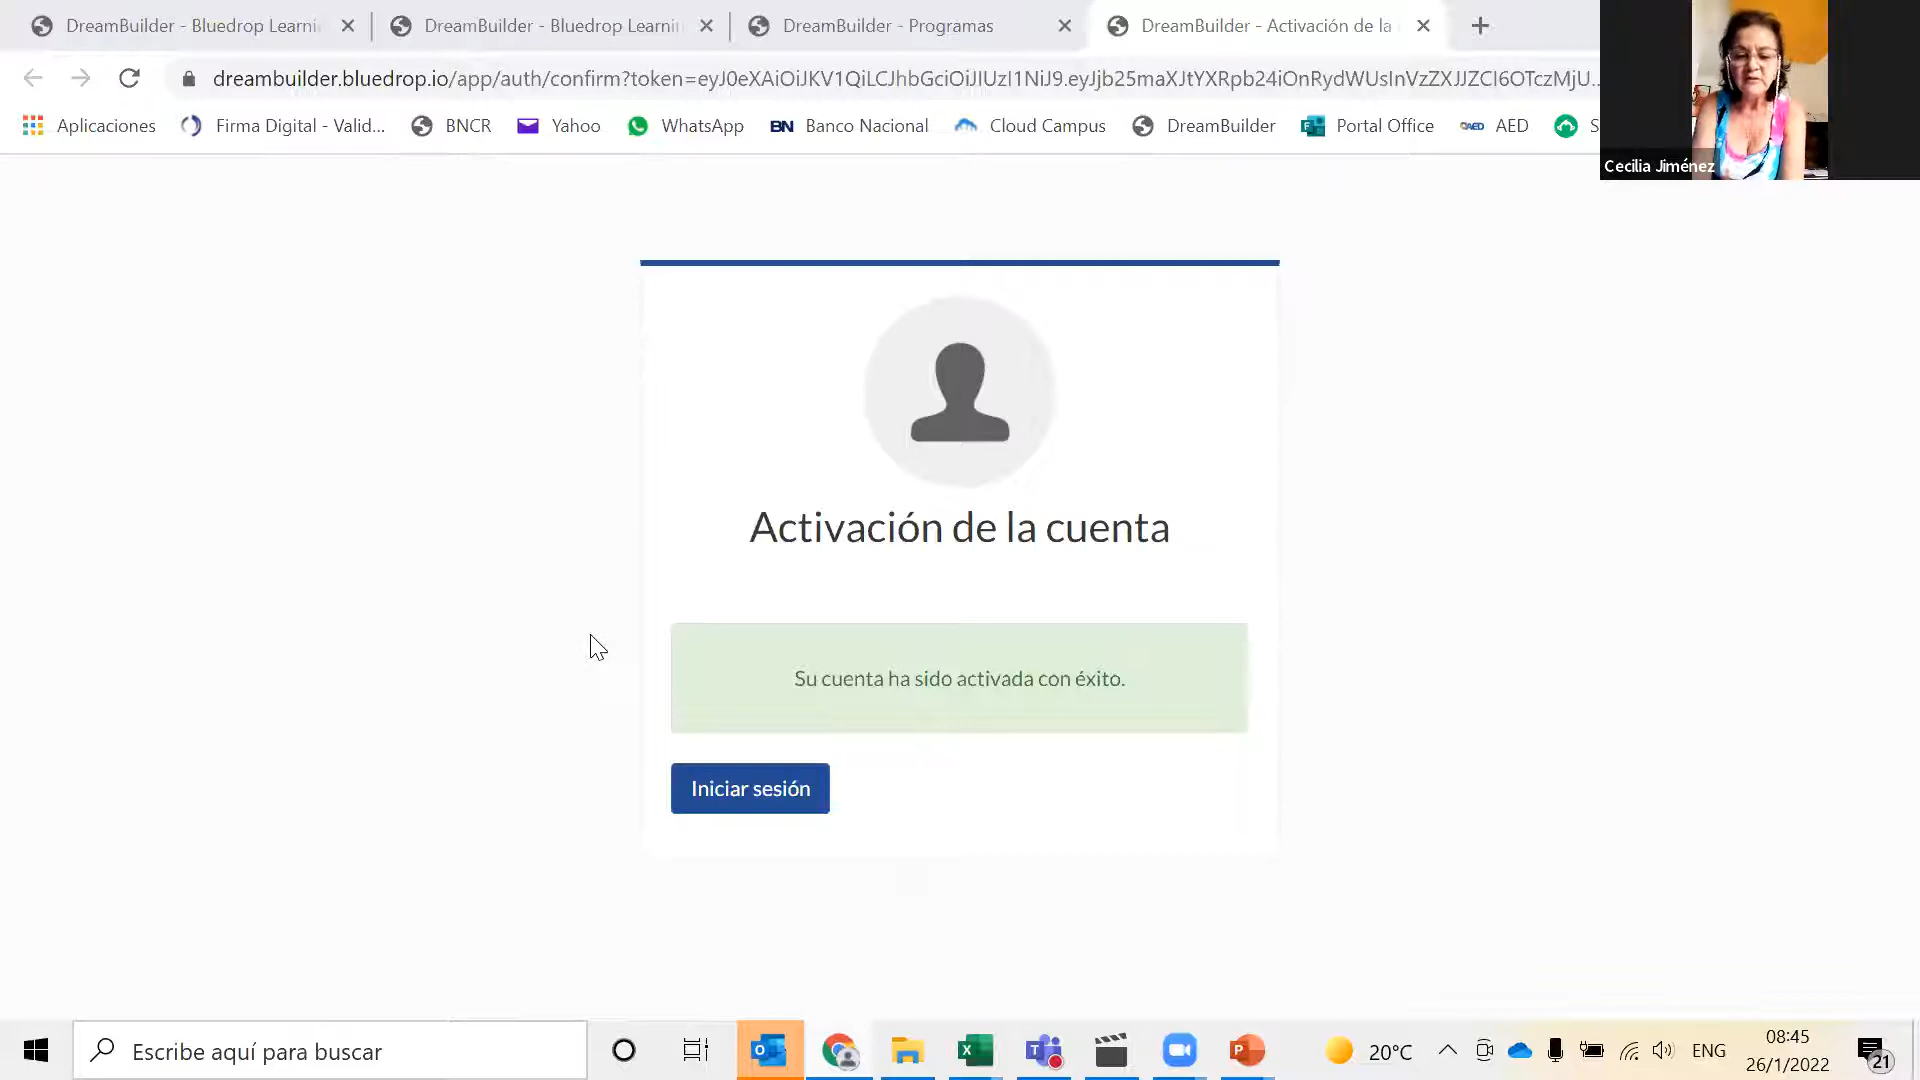 DreamBuilder - Bluedrop Learni
DreamBuilder - Bluedrop Learni
DreamBuilder - Programas
DreamBuilder - Activación de la
dreambuilder.bluedrop.io/app/auth/confirm?token=eyJ0eXAiOiJKV1QiLCJhbGciOiJIUzI1NiJ9.eyJjb25maXJtYXRpb24iOnRydWUsInVzZXJJZCI6OTczMjU...
Aplicaciones
Firma Digital - Valid...
BNCR
Yahoo
WhatsApp
BN Banco Nacional
Cloud Campus
DreamBuilder
Portal Office
AED AED
S
Cecilia Jiménez
Activación de la cuenta
Su cuenta ha sido activada con éxito.
Iniciar sesión
Escribe aquí para buscar
20°C
ENG
08:45
26/1/2022
21